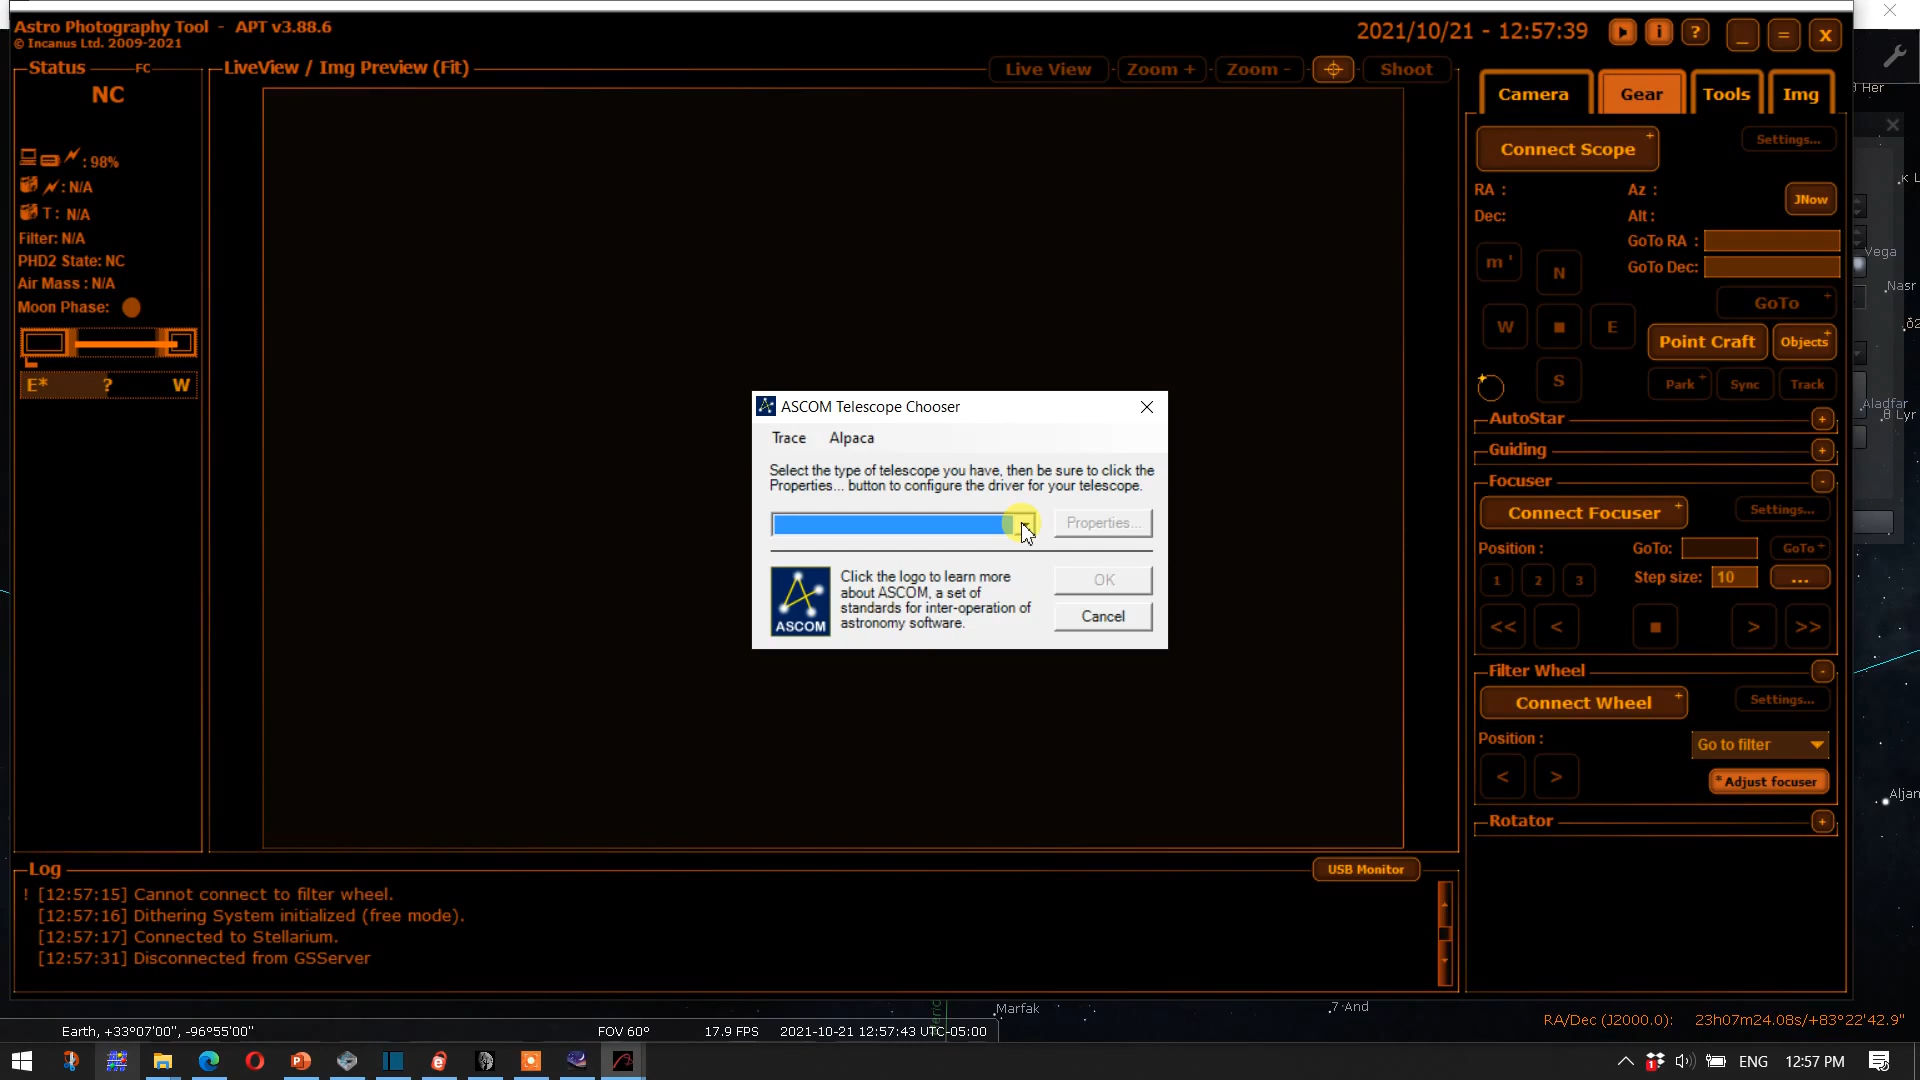 Astro Photography Tool - APT v3.88.6
© Incanus Ltd. 2009-2021
2021/10/21 - 12:57:39
i
?
_
=
X
Status
FC
NC
: 98%
: N/A
T : N/A
Filter: N/A
PHD2 State: NC
Air Mass : N/A
Moon Phase:
E* ? W
LiveView / Img Preview (Fit)
Live View
Zoom +
Zoom -
Shoot
Camera
Gear
Tools
Img
Connect Scope +
Settings...
RA :
Az :
JNow
Dec:
Alt :
GoTo RA :
GoTo Dec:
m '
N
GoTo +
W
E
Point Craft
Objects +
S
Park +
Sync
Track
AutoStar +
Guiding +
Focuser -
Connect Focuser +
Settings...
Position :
GoTo:
GoTo +
1 2 3
Step size: 10 ...
<< < > >>
Filter Wheel -
Connect Wheel +
Settings...
Position :
Go to filter
< >
* Adjust focuser
Rotator +
ASCOM Telescope Chooser
Trace Alpaca
Select the type of telescope you have, then be sure to click the
Properties... button to configure the driver for your telescope.
Properties...
Click the logo to learn more
about ASCOM, a set of
standards for inter-operation of
astronomy software.
ASCOM
OK
Cancel
Log
USB Monitor
! [12:57:15] Cannot connect to filter wheel.
[12:57:16] Dithering System initialized (free mode).
[12:57:17] Connected to Stellarium.
[12:57:31] Disconnected from GSServer
Her
κ L
Vega
Nasr
δ2
Aladfar
θ Lyr
Aljan
Marfak
7 And
Earth, +33°07'00", -96°55'00"
FOV 60°
17.9 FPS
2021-10-21 12:57:43 UTC-05:00
RA/Dec (J2000.0): 23h07m24.08s/+83°22'42.9"
ENG
12:57 PM